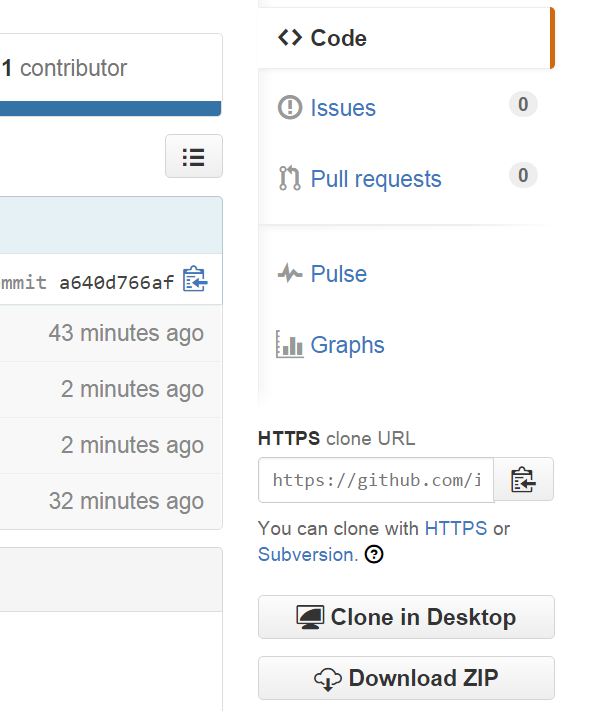 1 contributor
mmit a640d766af
43 minutes ago
2 minutes ago
2 minutes ago
32 minutes ago
Code
Issues 0
Pull requests 0
Pulse
Graphs
HTTPS clone URL
https://github.com/i
You can clone with HTTPS or
Subversion.
Clone in Desktop
Download ZIP